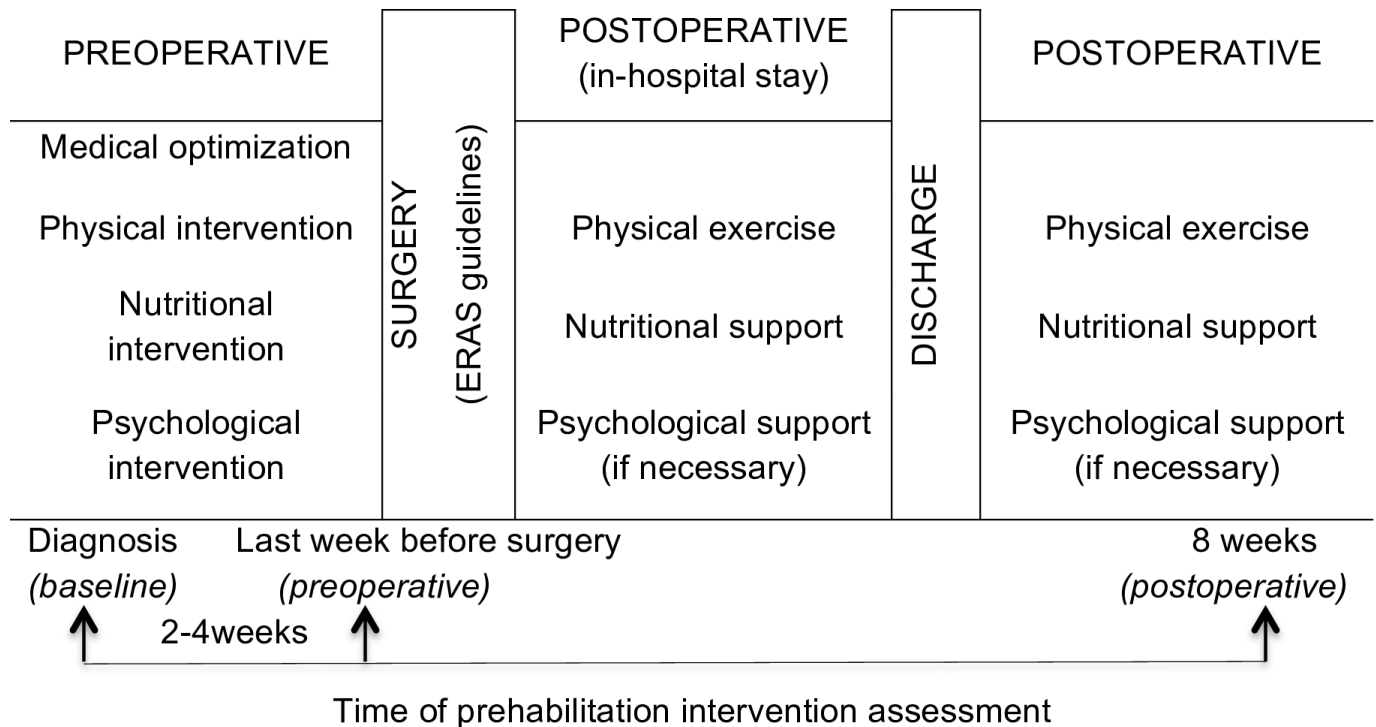 PREOPERATIVE
Medical optimization
Physical intervention
Nutritional
intervention
Psychological
intervention
SURGERY
(ERAS guidelines)
POSTOPERATIVE
(in-hospital stay)
Physical exercise
Nutritional support
Psychological support
(if necessary)
DISCHARGE
POSTOPERATIVE
Physical exercise
Nutritional support
Psychological support
(if necessary)
Diagnosis
(baseline)
Last week before surgery
(preoperative)
8 weeks
(postoperative)
2-4weeks
Time of prehabilitation intervention assessment